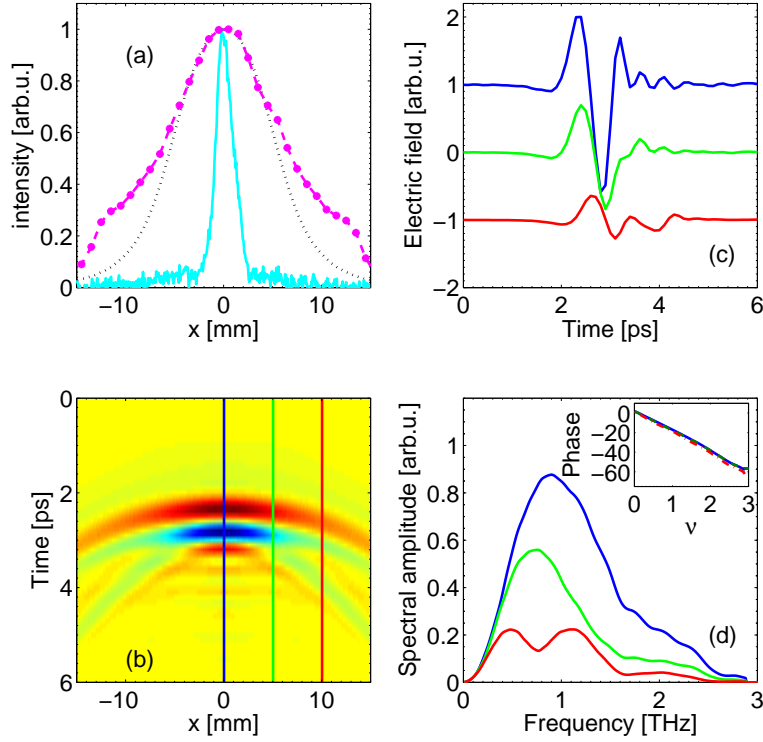 (a)
intensity [arb.u.]
1
0.8
0.6
0.4
0.2
0
−10 0 10
x [mm]
(c)
Electric field [arb.u.]
2
1
0
−1
−2
0 2 4 6
Time [ps]
(b)
Time [ps]
0
2
4
6
−10 0 10
x [mm]
(d)
Spectral amplitude [arb.u.]
1
0.8
0.6
0.4
0.2
0
0 1 2 3
Frequency [THz]
Phase
0
−20
−40
−60
0 1 2 3
ν